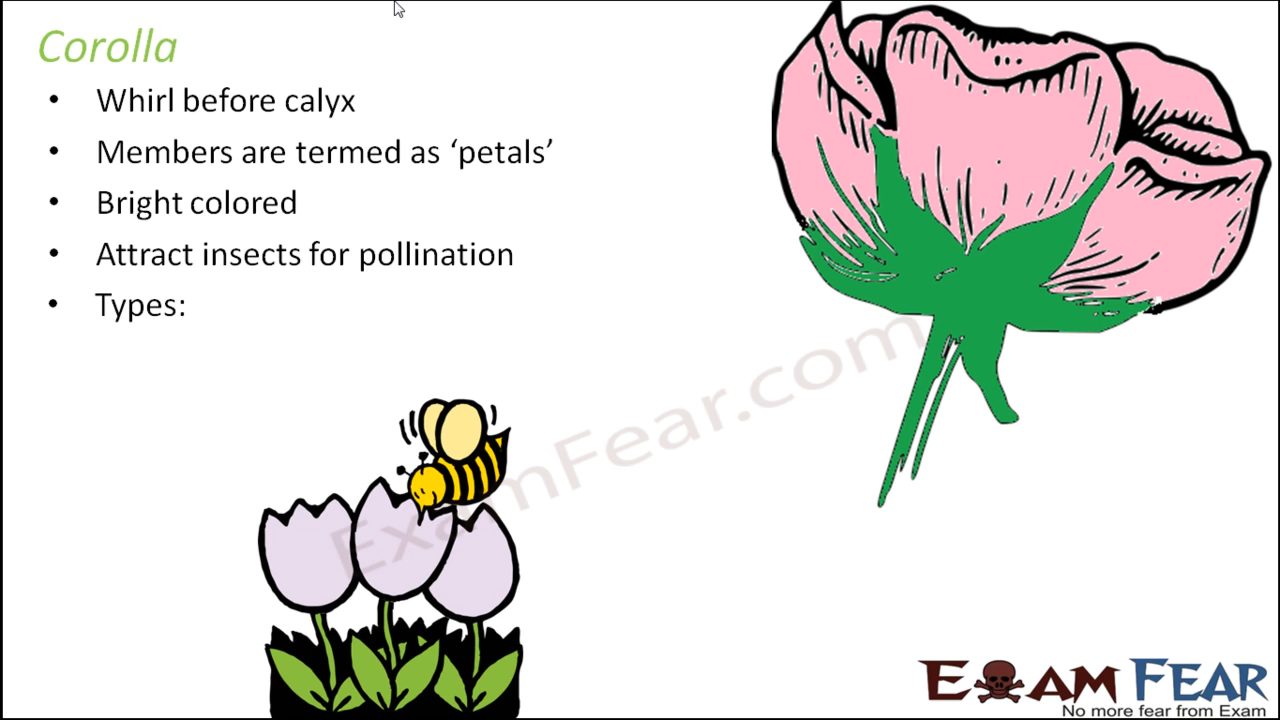 Corolla
• Whirl before calyx
• Members are termed as ‘petals’
• Bright colored
• Attract insects for pollination
• Types:
ExamFear.com
EXAM FEAR
No more fear from Exam